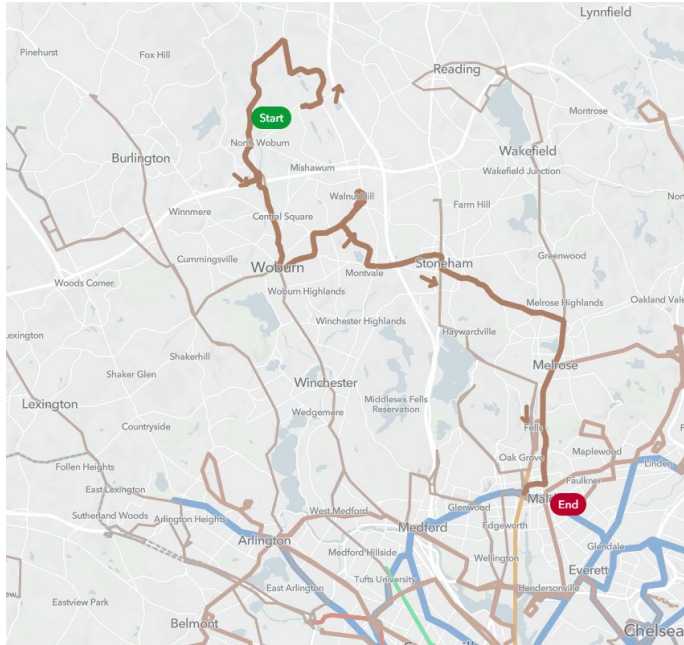 Lynnfield
Pinehurst
Fox Hill
Reading
Montrose
Start
North Woburn
Burlington
Wakefield
Mishawum
Wakefield Junction
Walnut Hill
Winnmere
Central Square
Farm Hill
Cummingsville
Woburn
Stoneham
Greenwood
Montvale
Woods Corner
Woburn Highlands
Melrose Highlands
Oakland Vale
Winchester Highlands
Haywardville
Lexington
Shakerhill
Melrose
Shaker Glen
Winchester
Middlesex Fells
Reservation
Lexington
Wedgemere
Countryside
Fells
Oak Grove
Maplewood
Linden
Follen Heights
Faulkner
East Lexington
Malden
End
Sutherland Woods
Arlington Heights
West Medford
Glenwood
Medford
Edgeworth
Arlington
Medford Hillside
Glendale
Wellington
Everett
Tufts University
East Arlington
Hendersonville
Eastview Park
Belmont
Chelsea